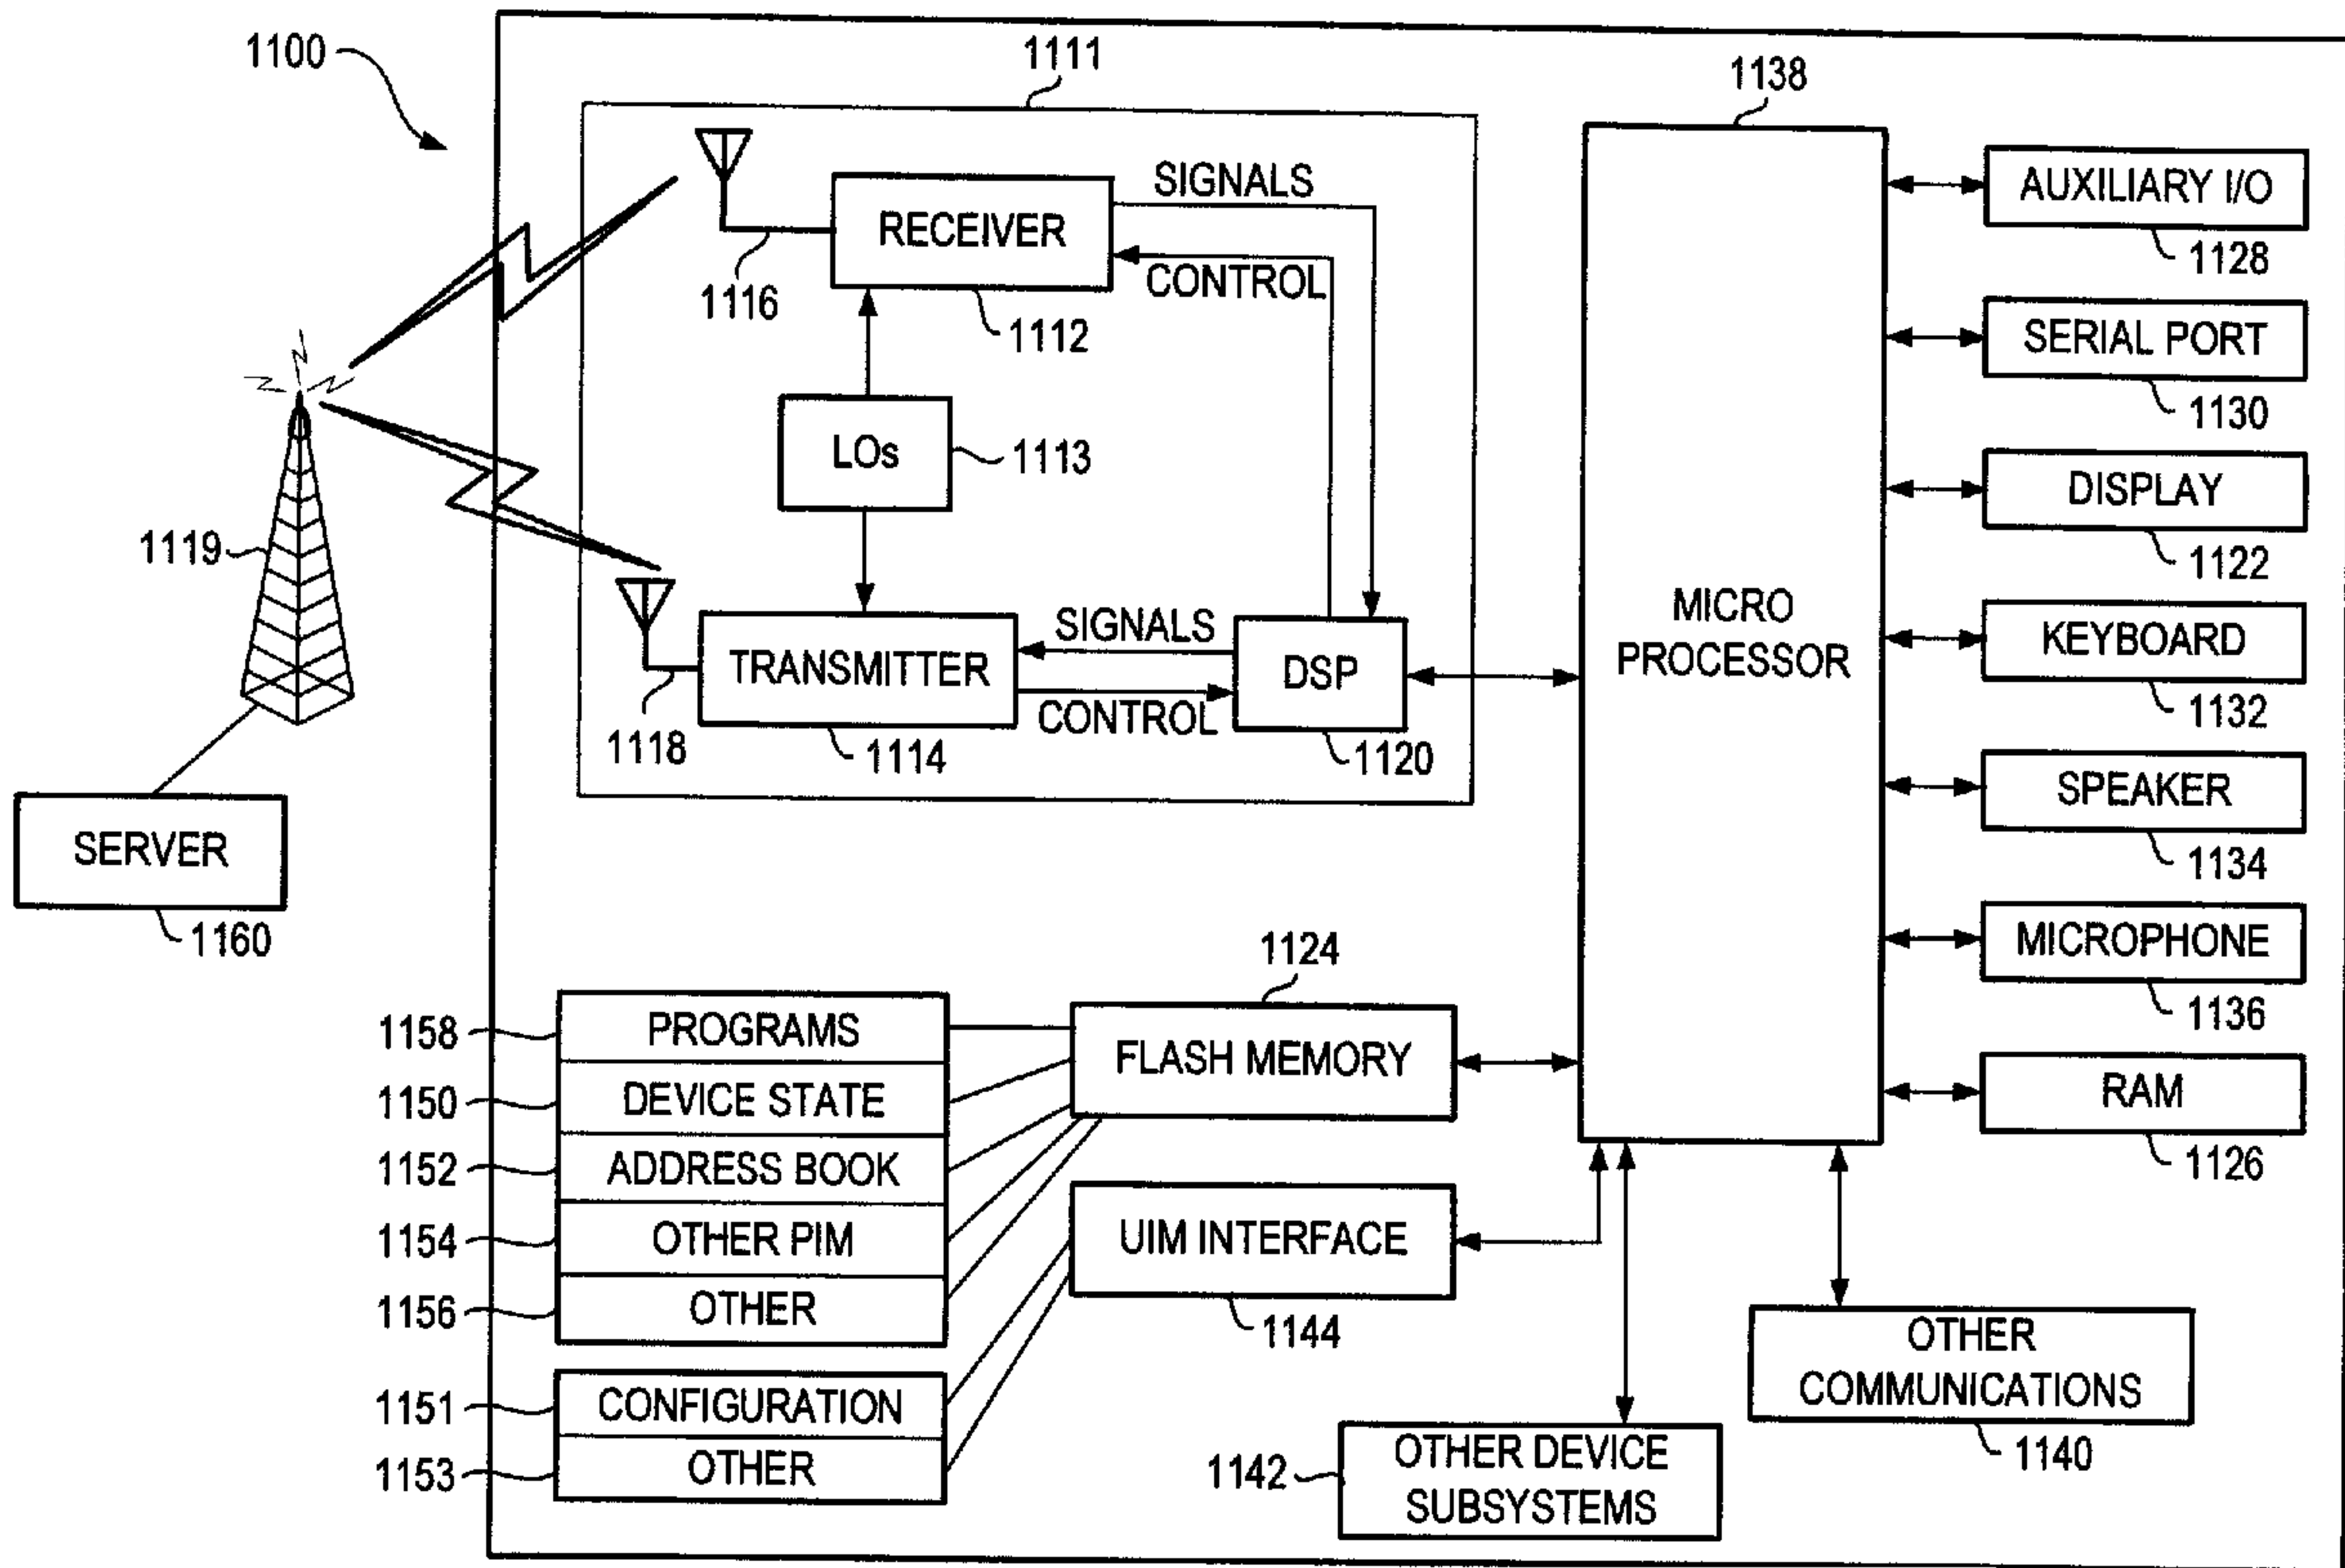 1100
1111
1138
SIGNALS
RECEIVER
CONTROL
1116
1112
LOs
1113
1119
SIGNALS
TRANSMITTER
CONTROL
DSP
1118
1114
1120
SERVER
1160
MICRO
PROCESSOR
AUXILIARY I/O
1128
SERIAL PORT
1130
DISPLAY
1122
KEYBOARD
1132
SPEAKER
1134
MICROPHONE
1136
RAM
1126
1124
FLASH MEMORY
1158
PROGRAMS
1150
DEVICE STATE
1152
ADDRESS BOOK
1154
OTHER PIM
1156
OTHER
UIM INTERFACE
1144
1151
CONFIGURATION
1153
OTHER
OTHER
COMMUNICATIONS
1140
1142
OTHER DEVICE
SUBSYSTEMS